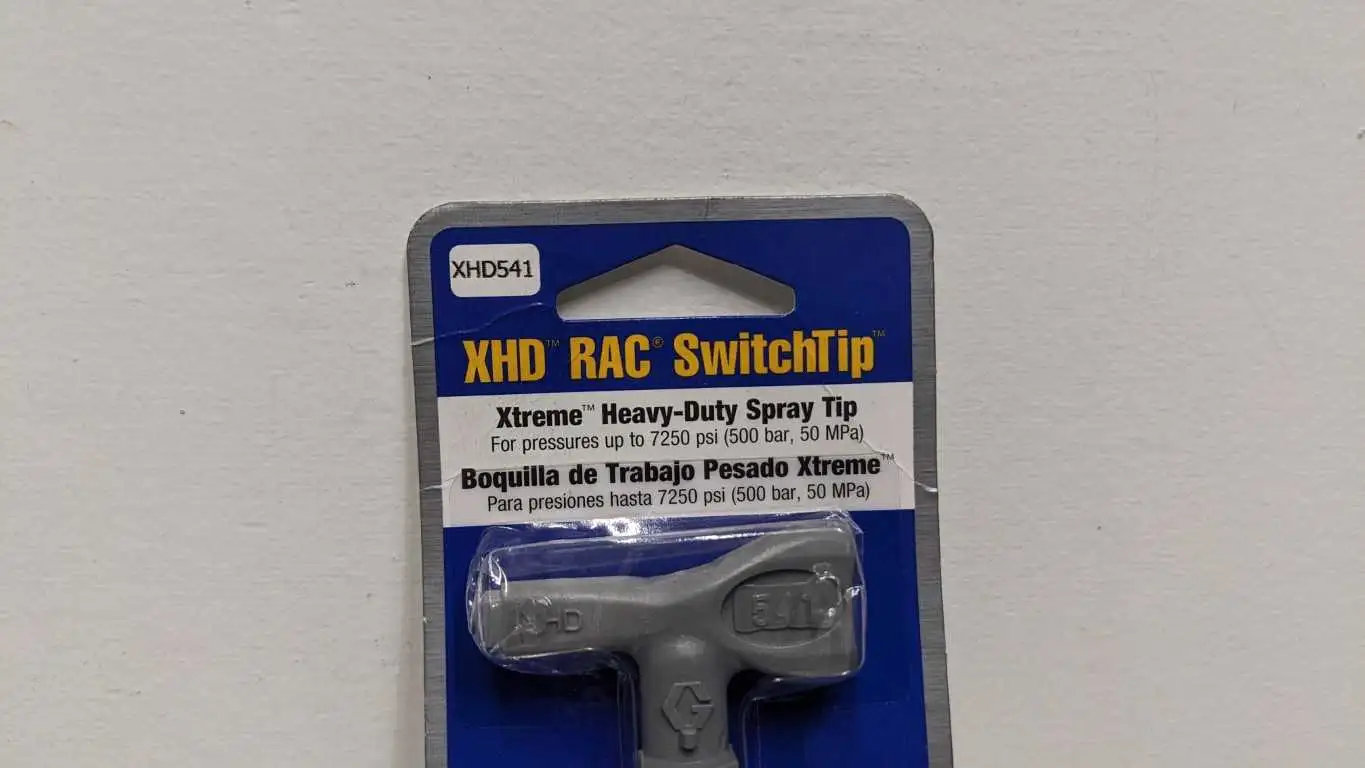 XHD541
XHD™ RAC® SwitchTip™
Xtreme™ Heavy-Duty Spray Tip
For pressures up to 7250 psi (500 bar, 50 MPa)
Boquilla de Trabajo Pesado Xtreme™
Para presiones hasta 7250 psi (500 bar, 50 MPa)
XHD
541
G